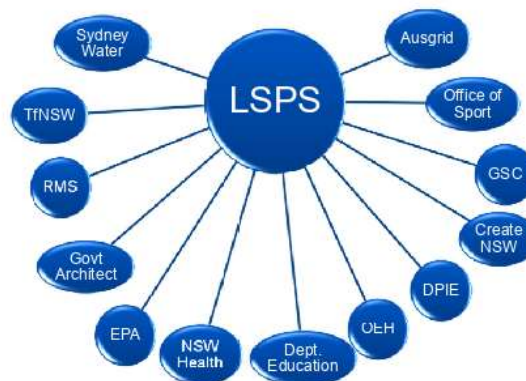 LSPS
Sydney
Water
TfNSW
RMS
Govt
Architect
EPA
NSW
Health
Dept.
Education
OEH
DPIE
Create
NSW
GSC
Office of
Sport
Ausgrid